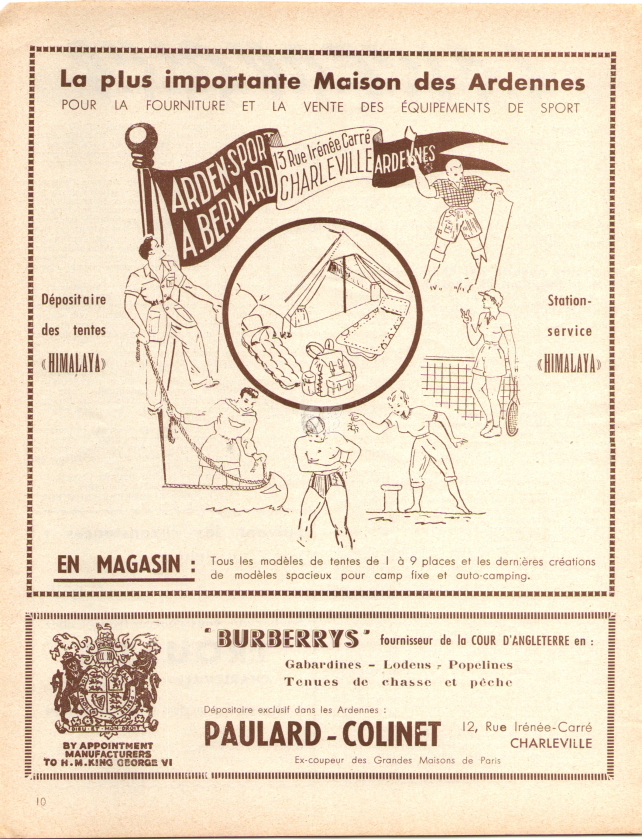 La plus importante Maison des Ardennes
POUR LA FOURNITURE ET LA VENTE DES ÉQUIPEMENTS DE SPORT
ARDEN SPORT
A. BERNARD
13 Rue Irénée Carré
CHARLEVILLE
ARDENNES
Dépositaire
des tentes
«HIMALAYA»
Station-
service
«HIMALAYA»
EN MAGASIN :
Tous les modèles de tentes de 1 à 9 places et les dernières créations
de modèles spacieux pour camp fixe et auto-camping.
"BURBERRYS" fournisseur de la COUR D'ANGLETERRE en :
Gabardines - Lodens - Popelines
Tenues de chasse et pêche
DIEU ET MON DROIT
BY APPOINTMENT
MANUFACTURERS
TO H.M. KING GEORGE VI
Dépositaire exclusif dans les Ardennes :
PAULARD - COLINET
12, Rue Irénée-Carré
CHARLEVILLE
Ex-coupeur des Grandes Maisons de Paris
10